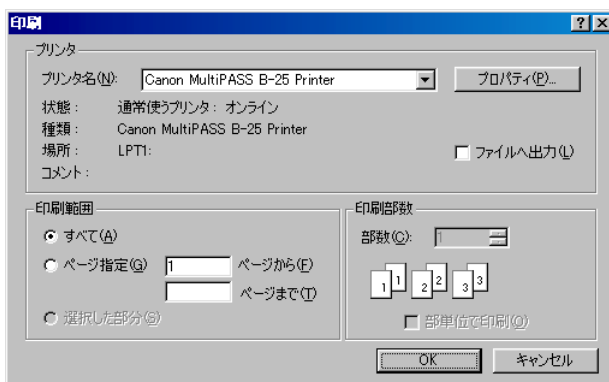 印刷
プリンタ
プリンタ名(N): Canon MultiPASS B-25 Printer プロパティ(P)...
状態: 通常使うプリンタ: オンライン
種類: Canon MultiPASS B-25 Printer
場所: LPT1:
コメント:
ファイルへ出力(L)
印刷範囲
すべて(A)
ページ指定(G) 1 ページから(F)
ページまで(T)
選択した部分(S)
印刷部数
部数(C): 1
1 1 2 2 3 3
部単位で印刷(O)
OK キャンセル